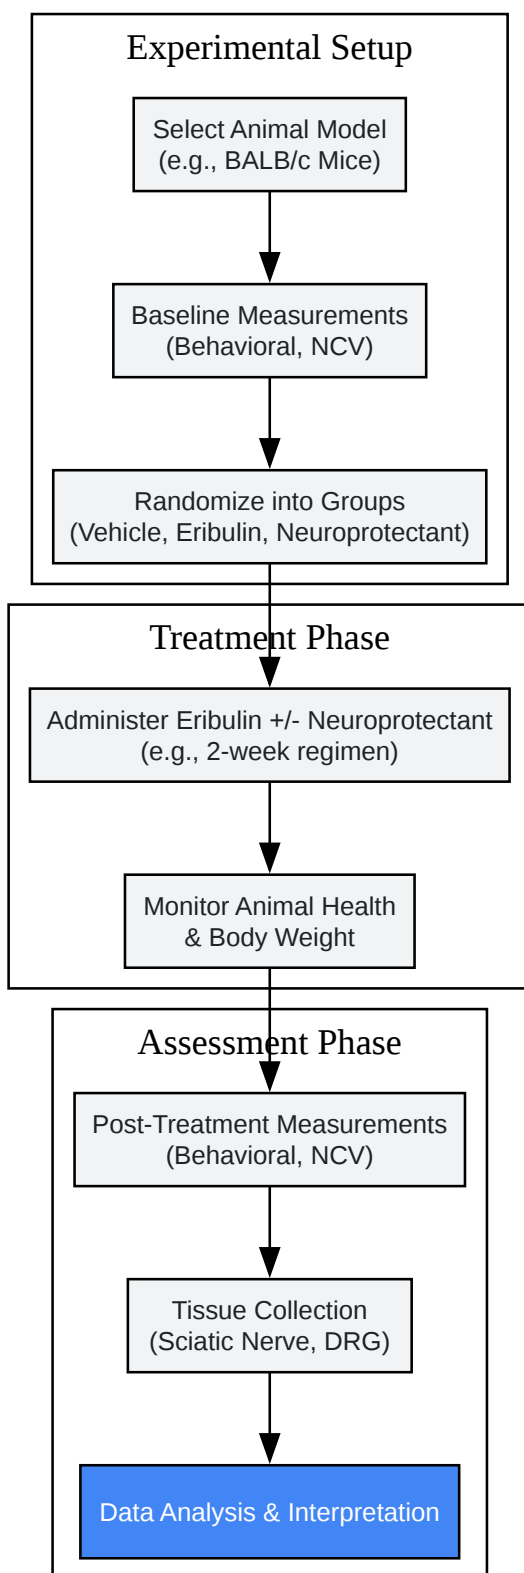 Experimental Setup
Select Animal Model
(e.g., BALB/c Mice)
Baseline Measurements
(Behavioral, NCV)
Randomize into Groups
(Vehicle, Eribulin, Neuroprotectant)
Treatment Phase
Administer Eribulin +/- Neuroprotectant
(e.g., 2-week regimen)
Monitor Animal Health
& Body Weight
Assessment Phase
Post-Treatment Measurements
(Behavioral, NCV)
Tissue Collection
(Sciatic Nerve, DRG)
Data Analysis & Interpretation